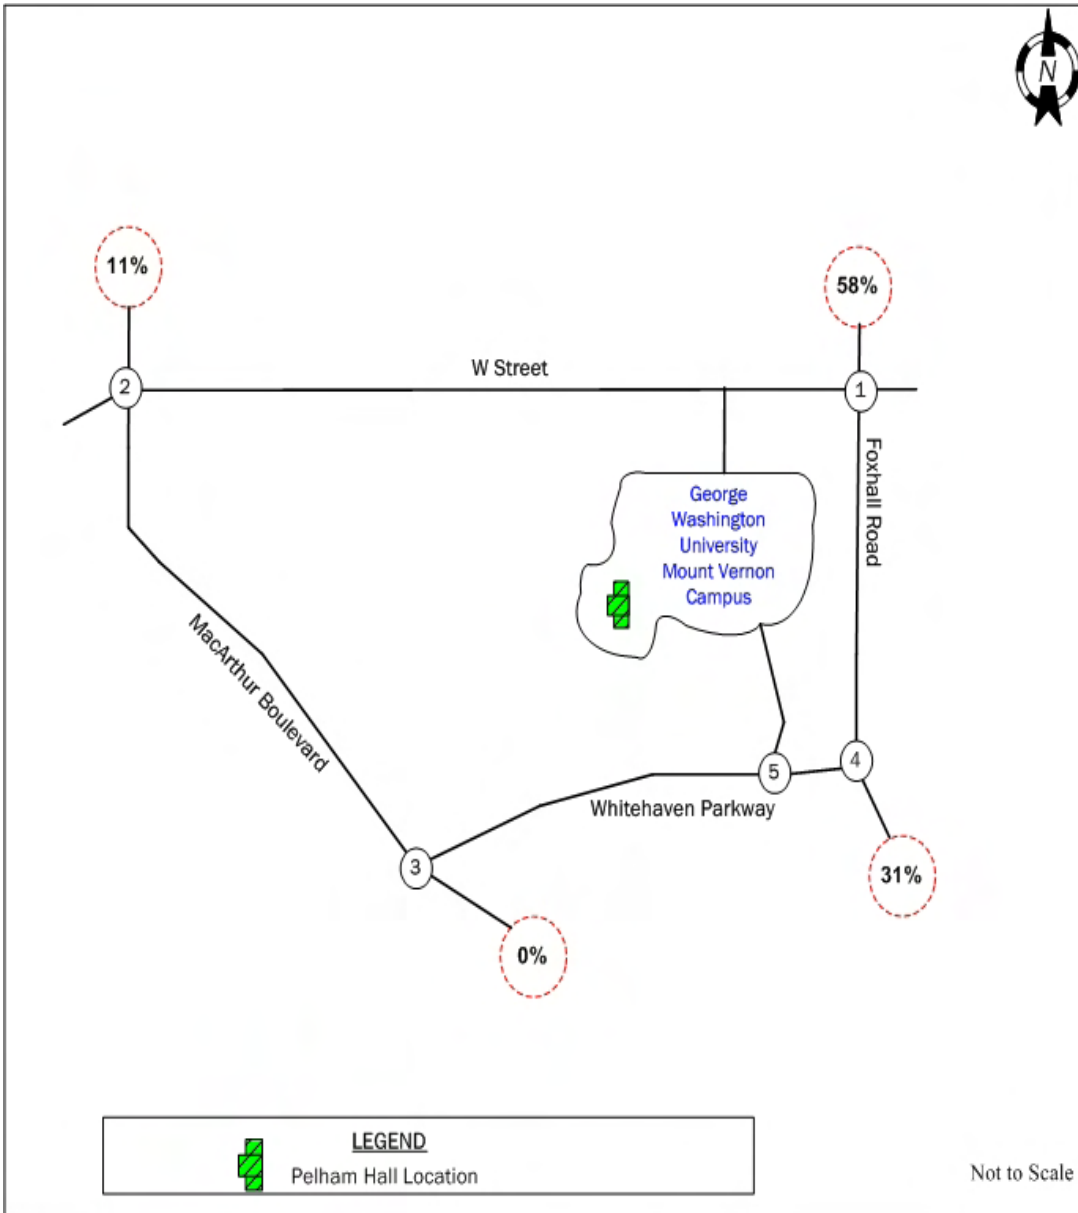 N
11%
58%
W Street
2
1
Foxhall Road
George
Washington
University
Mount Vernon
Campus
MacArthur Boulevard
4
5
Whitehaven Parkway
3
31%
0%
LEGEND
Pelham Hall Location
Not to Scale